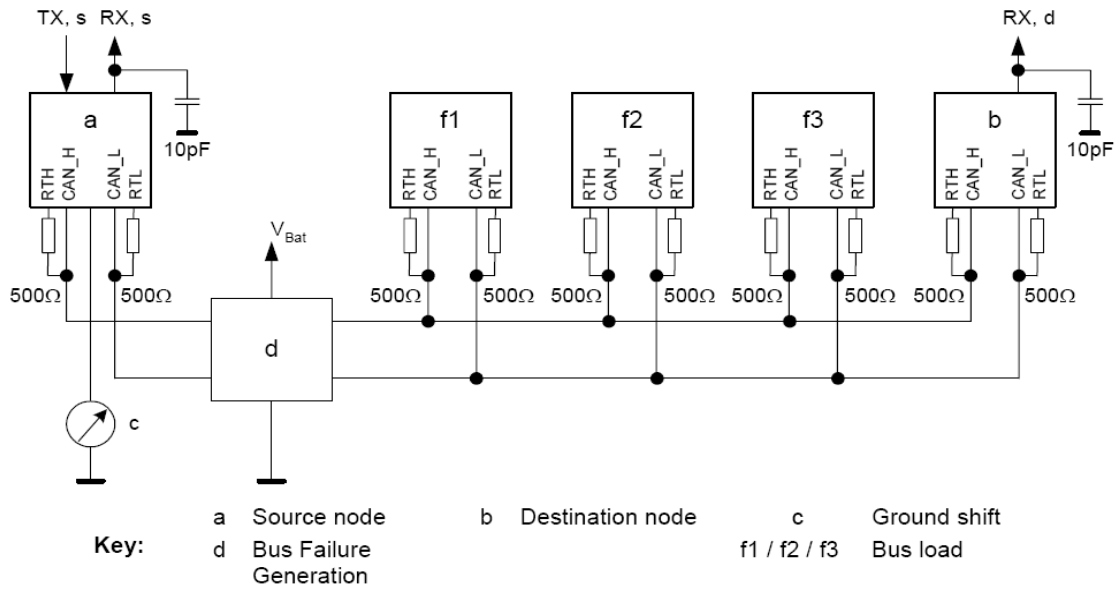 TX, s RX, s RX, d
a f1 f2 f3 b
10pF 10pF
RTH CAN_H CAN_L RTL RTH CAN_H CAN_L RTL RTH CAN_H CAN_L RTL RTH CAN_H CAN_L RTL RTH CAN_H CAN_L RTL
V_Bat
500Ω 500Ω 500Ω 500Ω 500Ω 500Ω 500Ω 500Ω 500Ω 500Ω
d
c
a Source node b Destination node c Ground shift
Key: d Bus Failure f1 / f2 / f3 Bus load
Generation